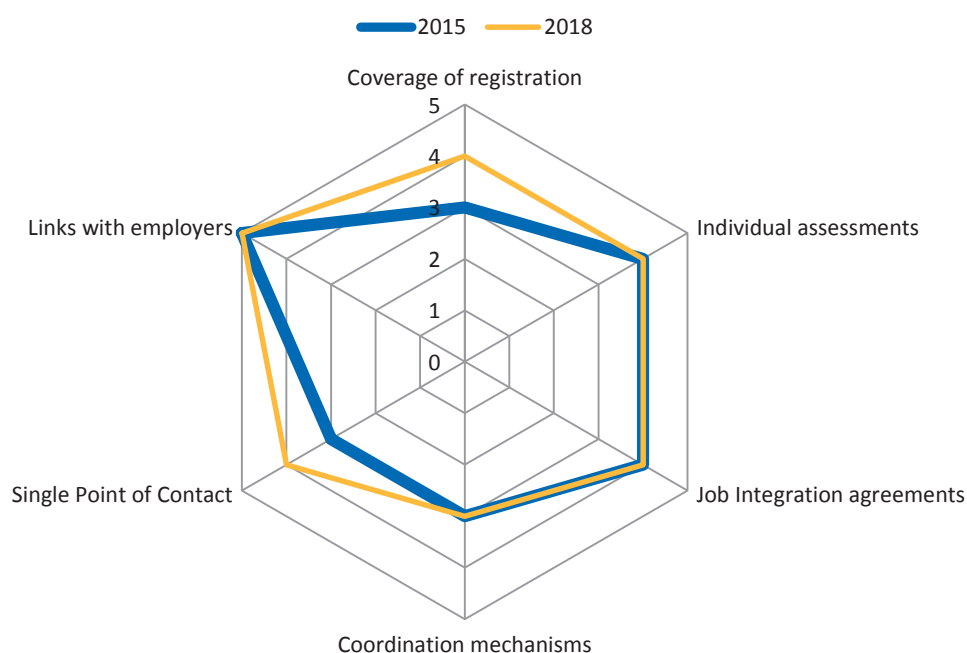 2015 2018
Coverage of registration
5
4
3
2
1
0
Links with employers
Individual assessments
Single Point of Contact
Job Integration agreements
Coordination mechanisms